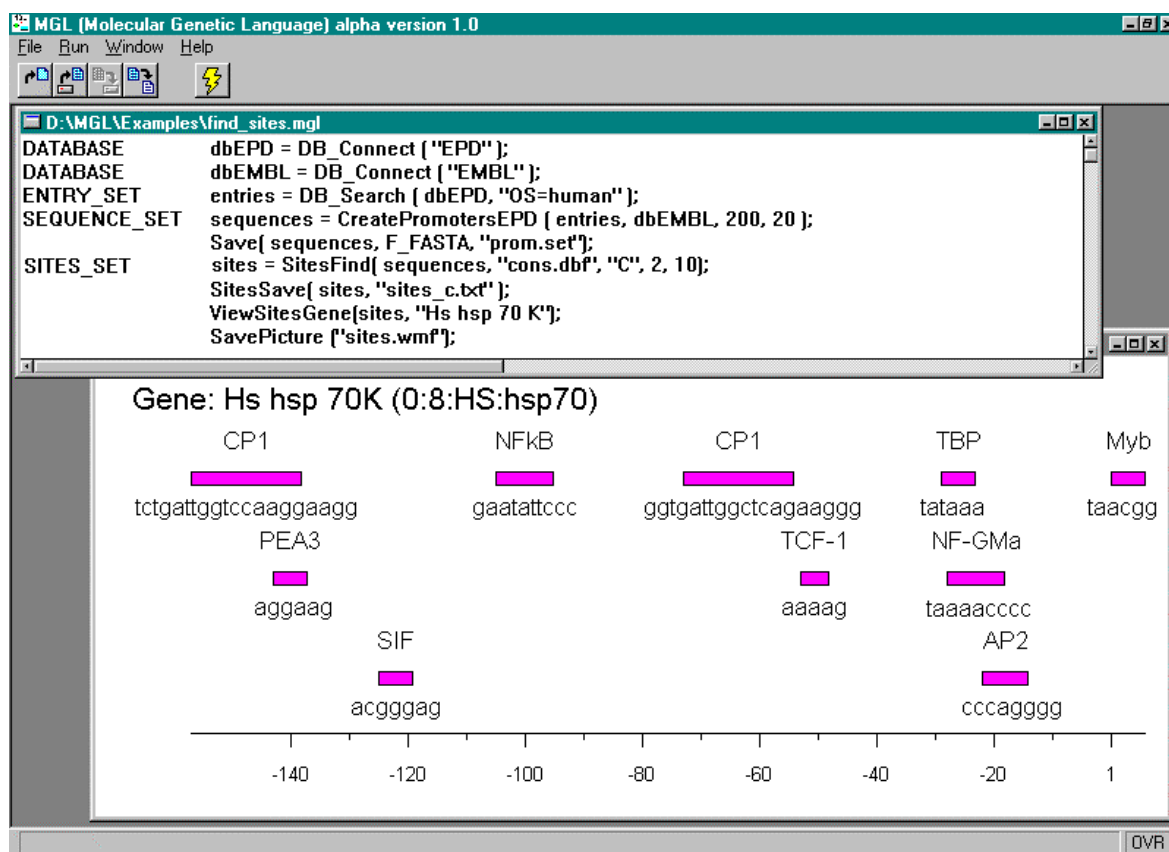 MGL (Molecular Genetic Language) alpha version 1.0
File Run Window Help
D:\MGL\Examples\find_sites.mgl
DATABASE dbEPD = DB_Connect ( "EPD" );
DATABASE dbEMBL = DB_Connect ( "EMBL" );
ENTRY_SET entries = DB_Search ( dbEPD, "OS=human" );
SEQUENCE_SET sequences = CreatePromotersEPD ( entries, dbEMBL, 200, 20 );
Save( sequences, F_FASTA, "prom.set");
SITES_SET sites = SitesFind( sequences, "cons.dbf", "C", 2, 10);
SitesSave( sites, "sites_c.txt" );
ViewSitesGene(sites, "Hs hsp 70 K");
SavePicture ("sites.wmf");
Gene: Hs hsp 70K (0:8:HS:hsp70)
CP1 NFkB CP1 TBP Myb
tctgattggtccaaggaagg gaatattccc ggtgattggctcagaaggg tataaa taacgg
PEA3 TCF-1 NF-GMa
aggaag aaaag taaaacccc
SIF AP2
acgggag cccagggg
-140 -120 -100 -80 -60 -40 -20 1
OVR